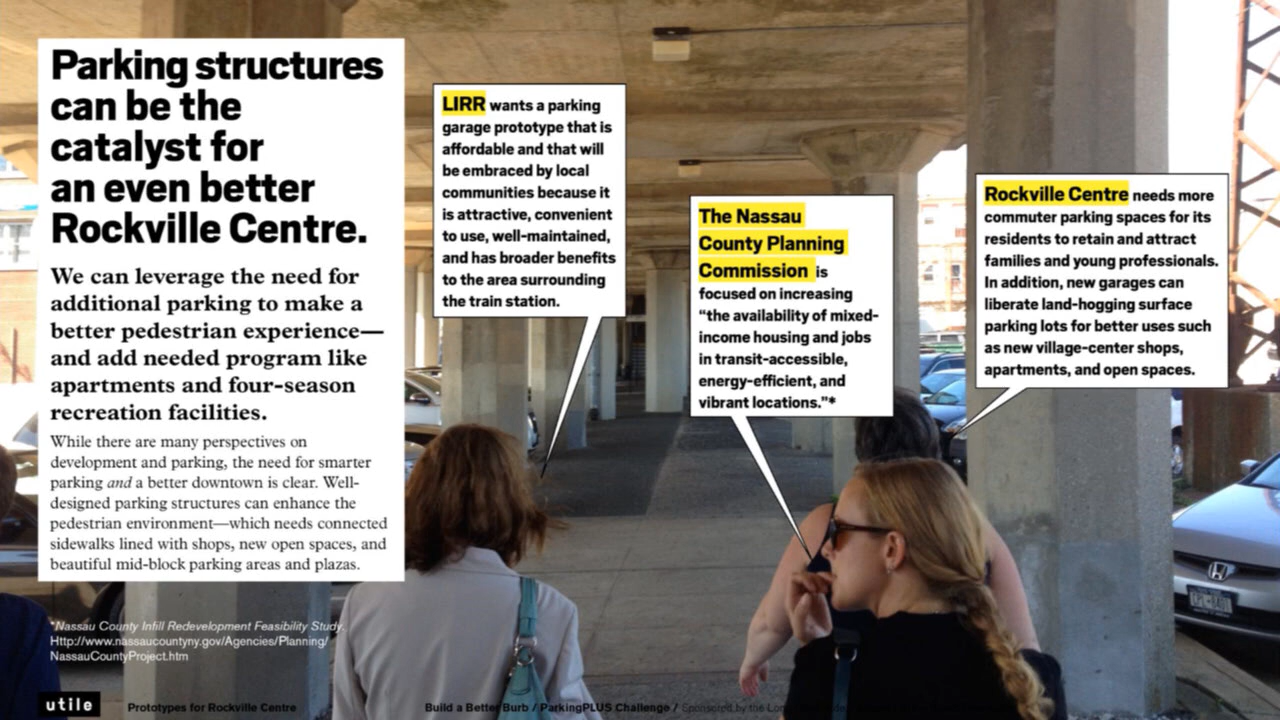 Parking structures
can be the
catalyst for
an even better
Rockville Centre.
We can leverage the need for
additional parking to make a
better pedestrian experience—
and add needed program like
apartments and four-season
recreation facilities.
While there are many perspectives on
development and parking, the need for smarter
parking and a better downtown is clear. Well-
designed parking structures can enhance the
pedestrian environment—which needs connected
sidewalks lined with shops, new open spaces, and
beautiful mid-block parking areas and plazas.
LIRR wants a parking
garage prototype that is
affordable and that will
be embraced by local
communities because it
is attractive, convenient
to use, well-maintained,
and has broader benefits
to the area surrounding
the train station.
The Nassau
County Planning
Commission is
focused on increasing
“the availability of mixed-
income housing and jobs
in transit-accessible,
energy-efficient, and
vibrant locations.”*
Rockville Centre needs more
commuter parking spaces for its
residents to retain and attract
families and young professionals.
In addition, new garages can
liberate land-hogging surface
parking lots for better uses such
as new village-center shops,
apartments, and open spaces.
*Nassau County Infill Redevelopment Feasibility Study.
Http://www.nassaucountyny.gov/Agencies/Planning/
NassauCountyProject.htm
utile
Prototypes for Rockville Centre
Build a Better Burb / ParkingPLUS Challenge / Sponsored by the